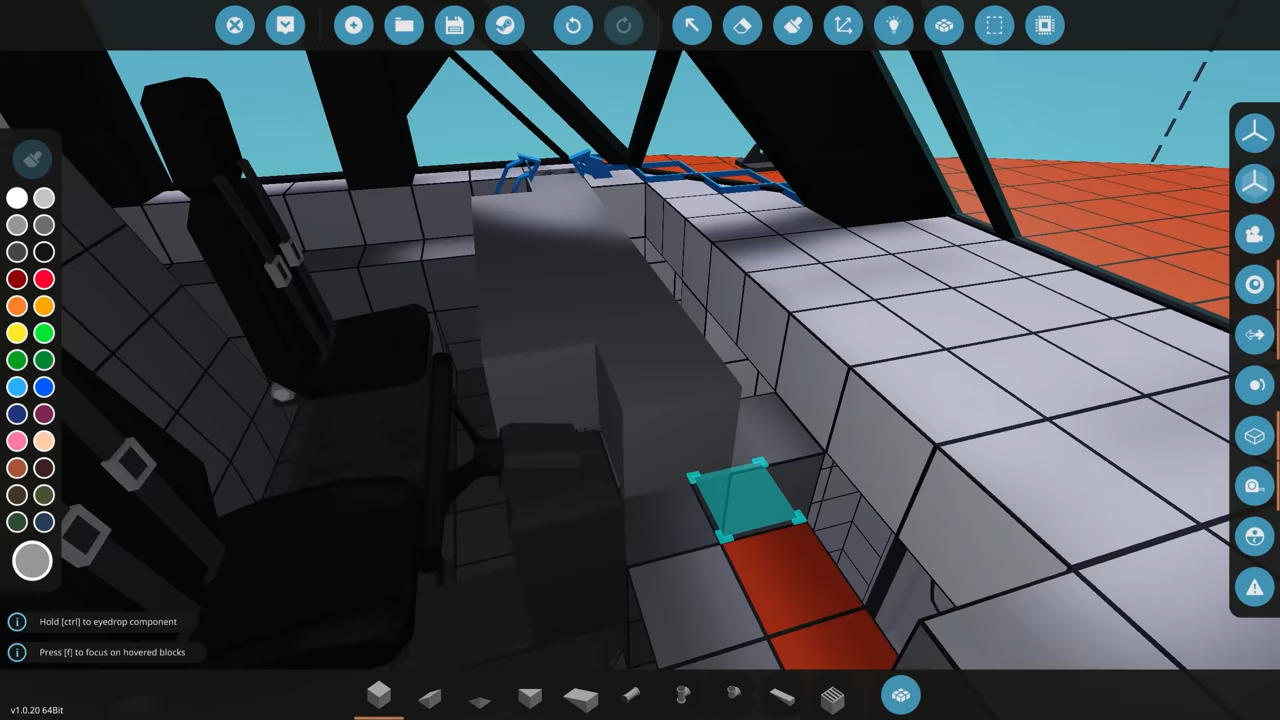 Hold [ctrl] to eyedrop component
Press [f] to focus on hovered blocks
v1.0.20 64Bit